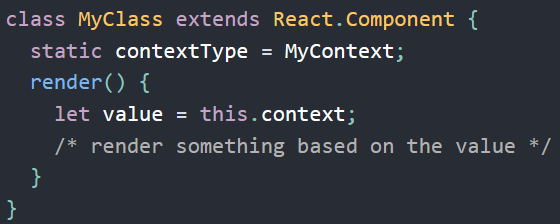 class MyClass extends React.Component {
  static contextType = MyContext;
  render() {
    let value = this.context;
    /* render something based on the value */
  }
}